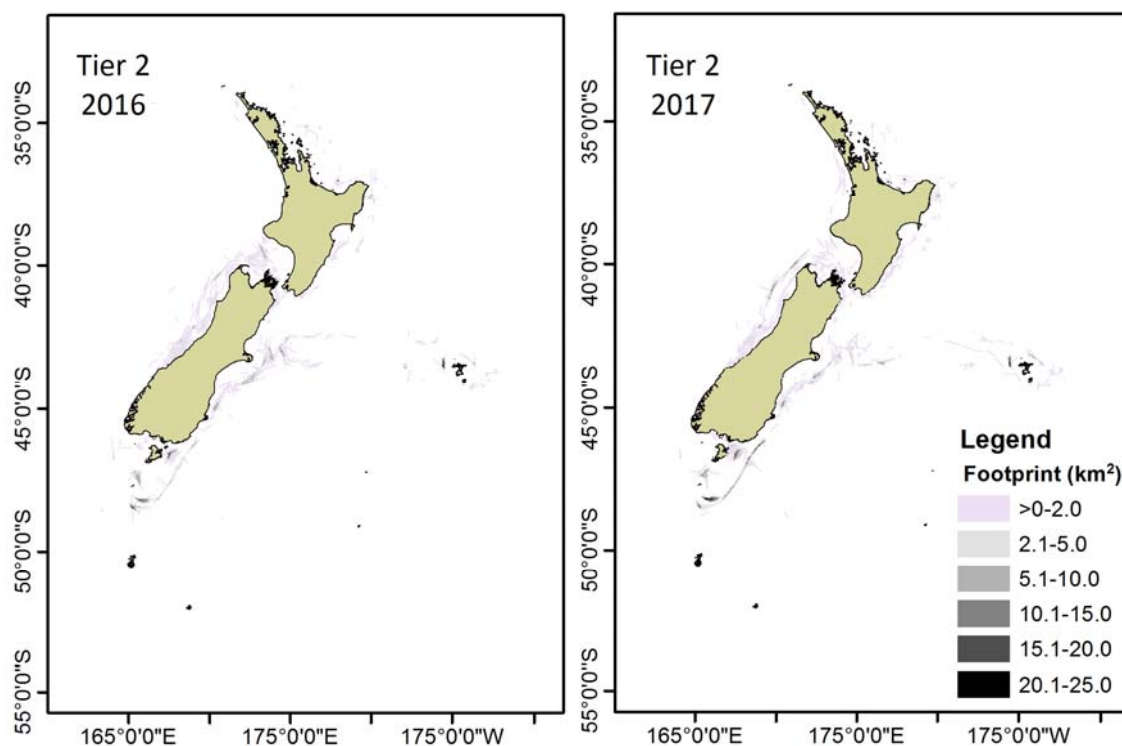 Tier 2
2016
35°0'0"S
40°0'0"S
45°0'0"S
50°0'0"S
55°0'0"S
165°0'0"E
175°0'0"E
175°0'0"W
Tier 2
2017
35°0'0"S
40°0'0"S
45°0'0"S
50°0'0"S
55°0'0"S
165°0'0"E
175°0'0"E
175°0'0"W
Legend
Footprint (km²)
>0-2.0
2.1-5.0
5.1-10.0
10.1-15.0
15.1-20.0
20.1-25.0